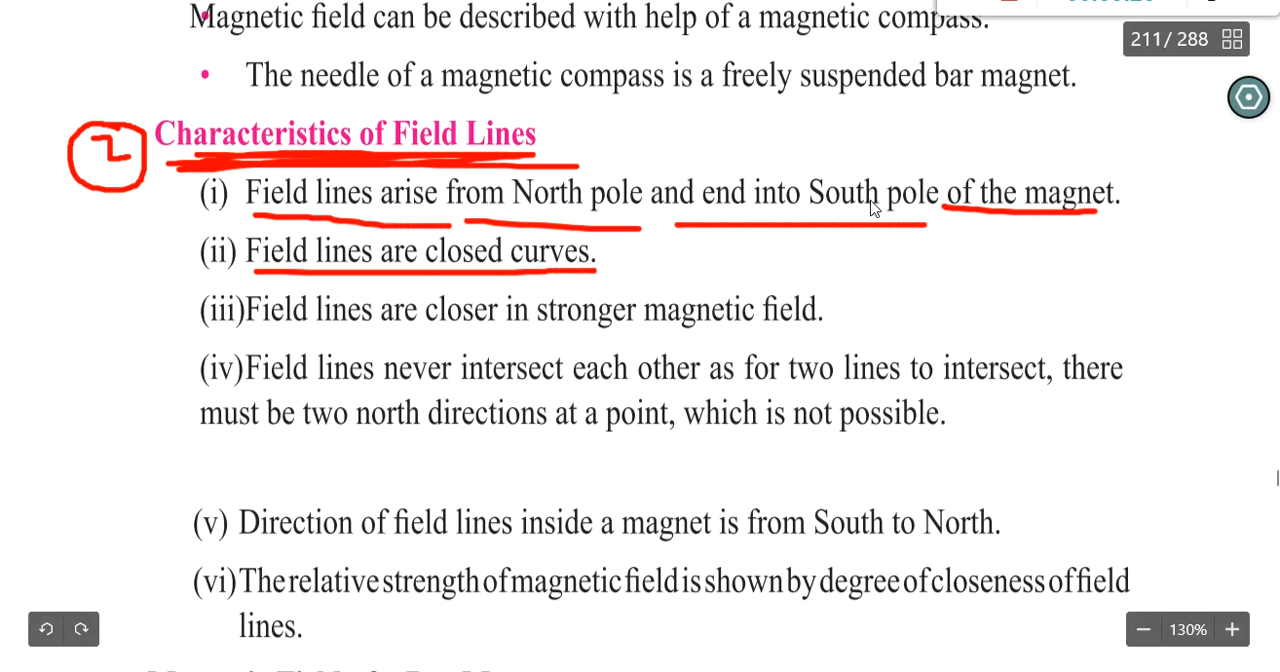 Magnetic field can be described with help of a magnetic compass.
211 / 288
• The needle of a magnetic compass is a freely suspended bar magnet.
2
Characteristics of Field Lines
(i) Field lines arise from North pole and end into South pole of the magnet.
(ii) Field lines are closed curves.
(iii)Field lines are closer in stronger magnetic field.
(iv)Field lines never intersect each other as for two lines to intersect, there
must be two north directions at a point, which is not possible.
(v) Direction of field lines inside a magnet is from South to North.
(vi)The relative strength of magnetic field is shown by degree of closeness of field
lines.
130%